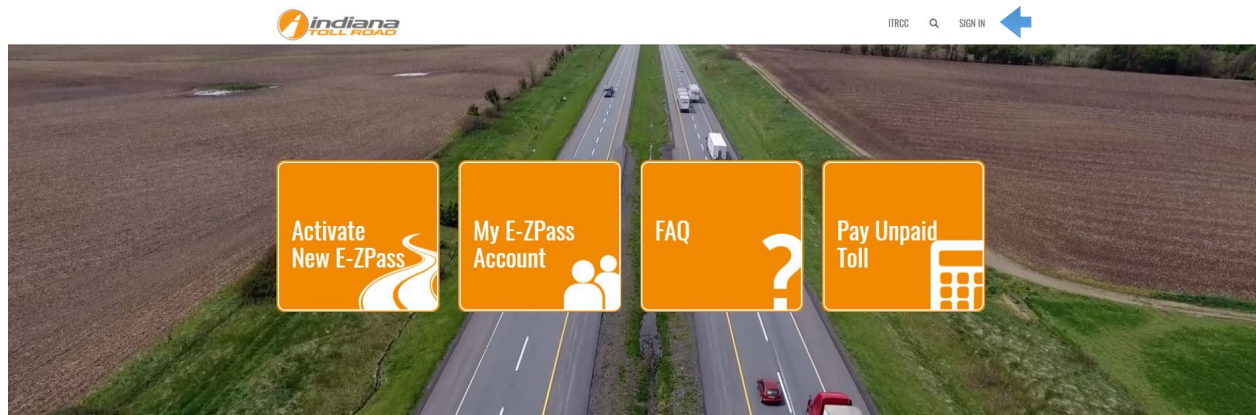 indiana
TOLL ROAD
ITRCC
SIGN IN
Activate
New E-ZPass
My E-ZPass
Account
FAQ
Pay Unpaid
Toll